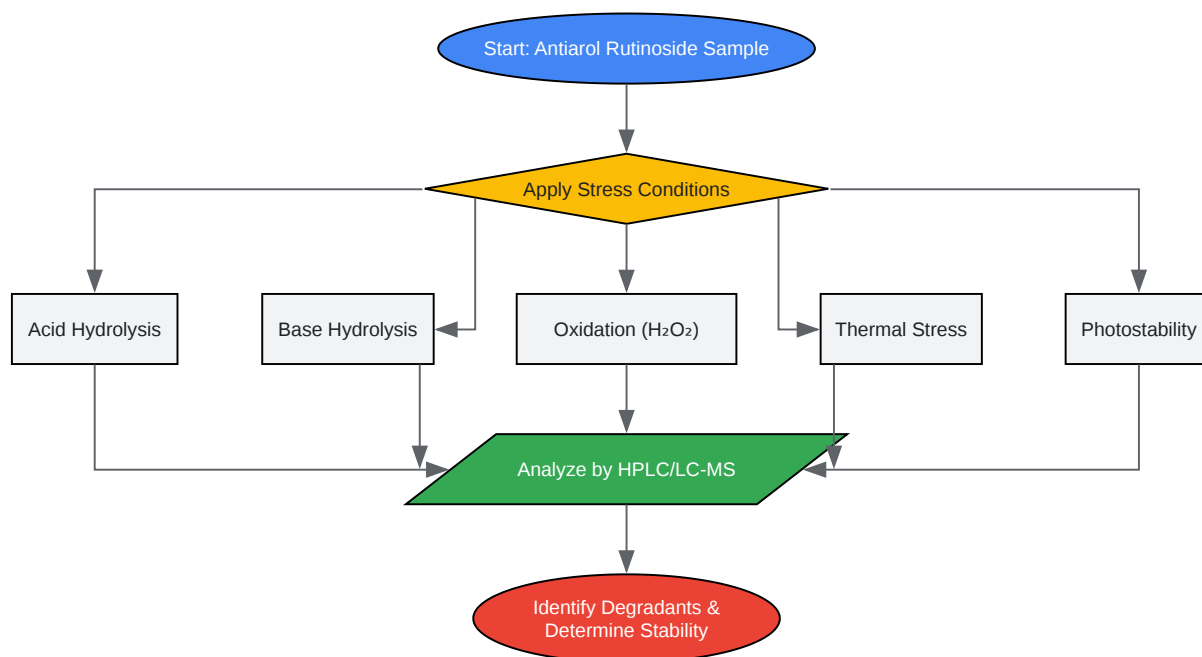 Start: Antiarol Rutinoside Sample
Apply Stress Conditions
Acid Hydrolysis
Base Hydrolysis
Oxidation (H₂O₂)
Thermal Stress
Photostability
Analyze by HPLC/LC-MS
Identify Degradants &
Determine Stability